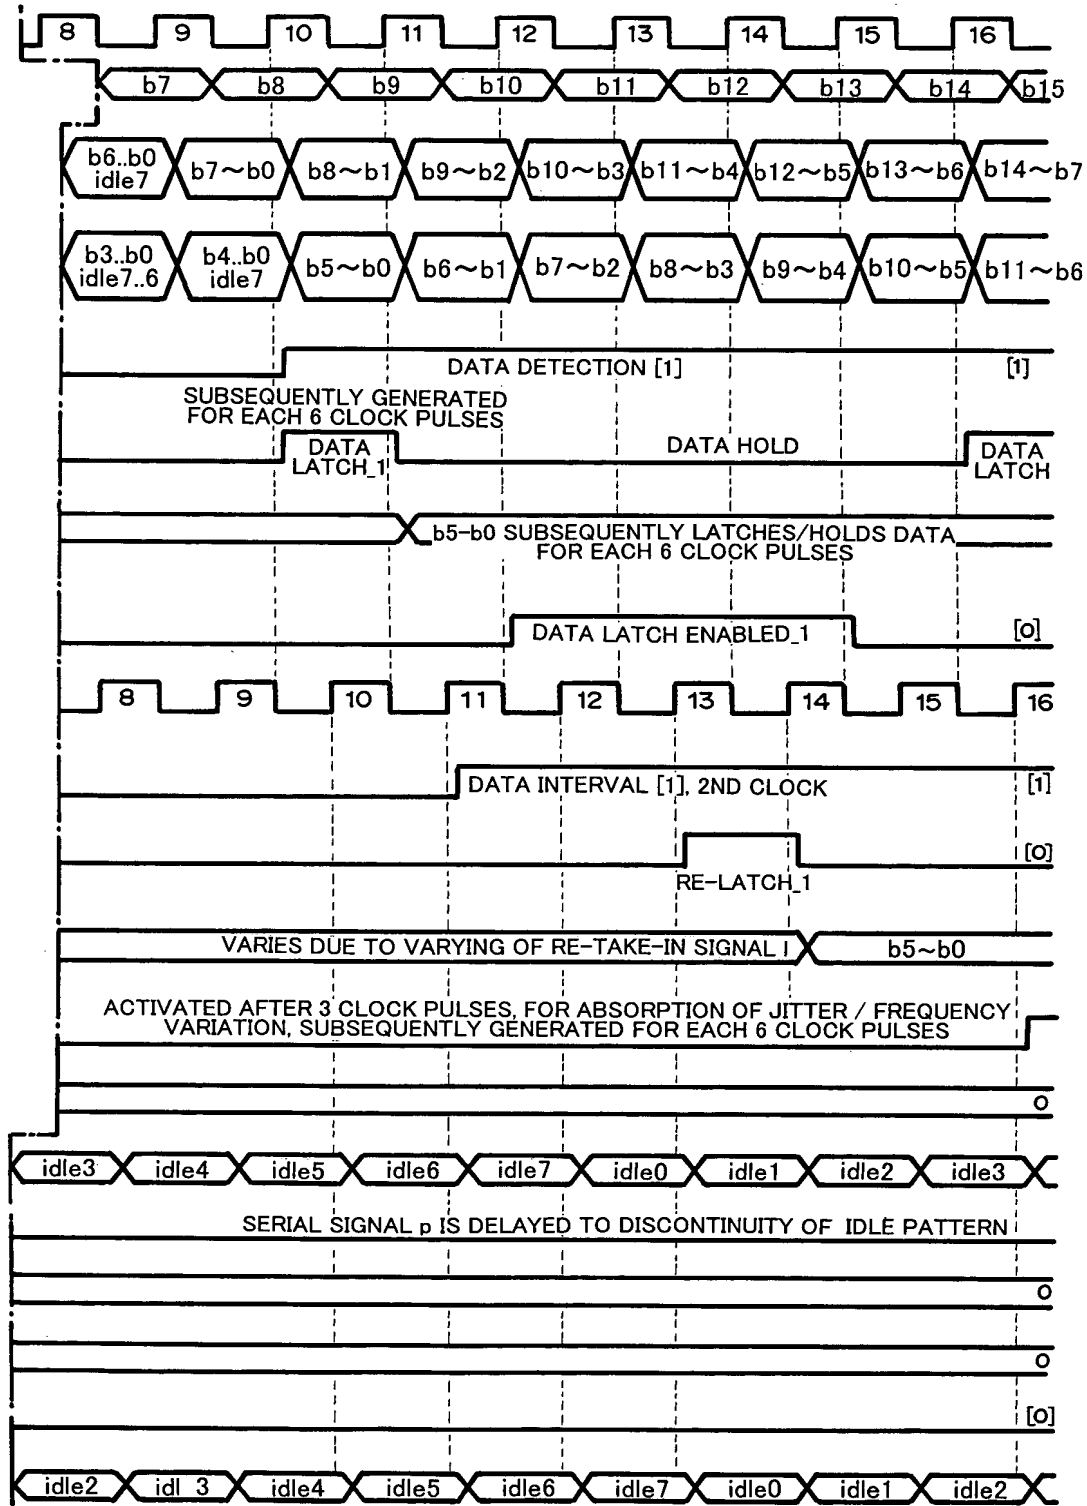 8 9 10 11 12 13 14 15 16
b7 b8 b9 b10 b11 b12 b13 b14 b15
b6..b0 idle7 b7~b0 b8~b1 b9~b2 b10~b3 b11~b4 b12~b5 b13~b6 b14~b7
b3..b0 idle7..6 b4..b0 idle7 b5~b0 b6~b1 b7~b2 b8~b3 b9~b4 b10~b5 b11~b6
DATA DETECTION [1] [1]
SUBSEQUENTLY GENERATED
FOR EACH 6 CLOCK PULSES
DATA LATCH_1 DATA HOLD DATA LATCH
b5-b0 SUBSEQUENTLY LATCHES/HOLDS DATA
FOR EACH 6 CLOCK PULSES
DATA LATCH ENABLED_1 [0]
8 9 10 11 12 13 14 15 16
DATA INTERVAL [1], 2ND CLOCK [1]
[0]
RE-LATCH_1
VARIES DUE TO VARYING OF RE-TAKE-IN SIGNAL l b5~b0
ACTIVATED AFTER 3 CLOCK PULSES, FOR ABSORPTION OF JITTER / FREQUENCY
VARIATION, SUBSEQUENTLY GENERATED FOR EACH 6 CLOCK PULSES
0
idle3 idle4 idle5 idle6 idle7 idle0 idle1 idle2 idle3
SERIAL SIGNAL p IS DELAYED TO DISCONTINUITY OF IDLE PATTERN
0
0
[0]
idle2 idl 3 idle4 idle5 idle6 idle7 idle0 idle1 idle2